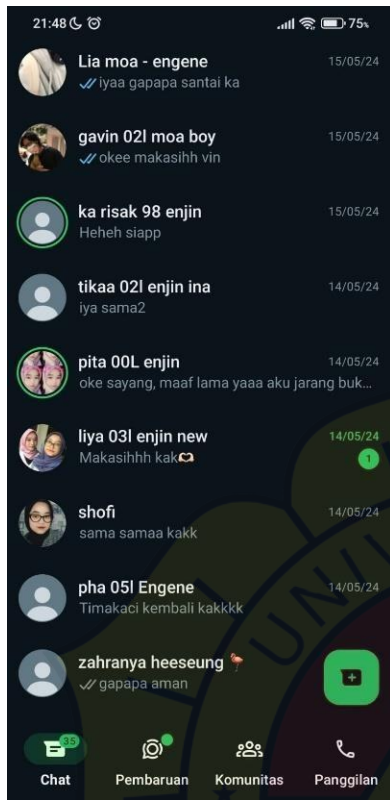 21:48 75%
Lia moa - engene 15/05/24
iyaa gapapa santai ka
gavin 02l moa boy 15/05/24
okee makasihh vin
ka risak 98 enjin 15/05/24
Heheh siapp
tikaa 02l enjin ina 14/05/24
iya sama2
pita 00L enjin 14/05/24
oke sayang, maaf lama yaaa aku jarang buk...
liya 03l enjin new 14/05/24
Makasihhh kak🫶🏻 1
shofi 14/05/24
sama samaa kakk
pha 05l Engene 14/05/24
Timakaci kembali kakkkk
zahranya heeseung 🦩
gapapa aman
35
Chat Pembaruan Komunitas Panggilan